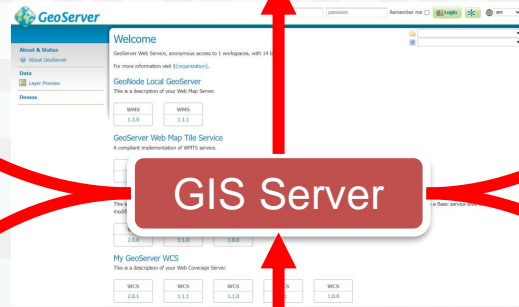 GeoServer
password
Remember me
Login
en
About & Status
About GeoServer
Data
Layer Preview
Demos
Welcome
GeoServer Web Service, anonymous access to 1 workspaces, with 14
For more information visit ${organization}.
GeoNode Local GeoServer
This is a description of your Web Map Server.
WMS WMS
1.3.0 1.1.1
GeoServer Web Map Tile Service
A compliant implementation of WMTS service.
GIS Server
This is
a Basic service
modifi
2.0.0 1.1.0 1.0.0
My GeoServer WCS
This is a description of your Web Coverage Server.
WCS WCS WCS WCS
2.0.1 1.1.1 1.1.0 1.0.0